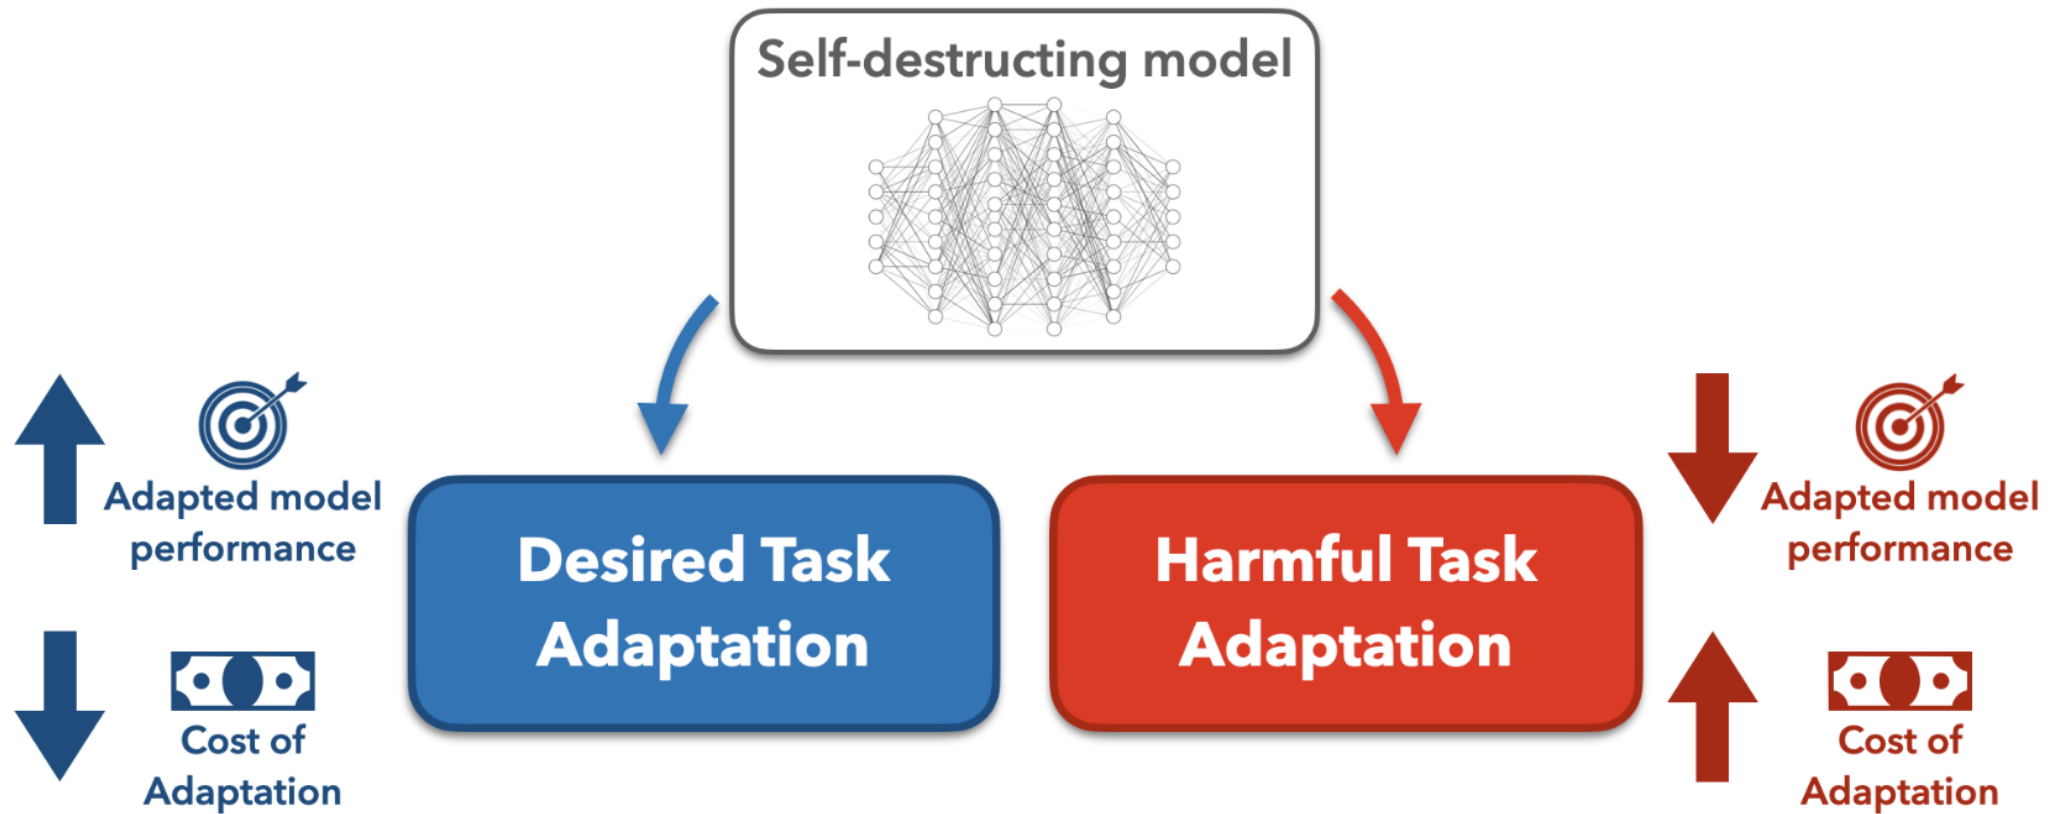 Self-destructing model
Adapted model
performance
Cost of
Adaptation
Desired Task
Adaptation
Harmful Task
Adaptation
Adapted model
performance
Cost of
Adaptation